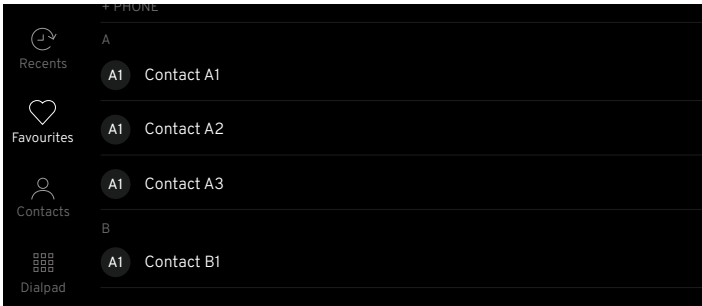 + PHONE
Recents
Favourites
Contacts
Dialpad
A
A1 Contact A1
A1 Contact A2
A1 Contact A3
B
A1 Contact B1